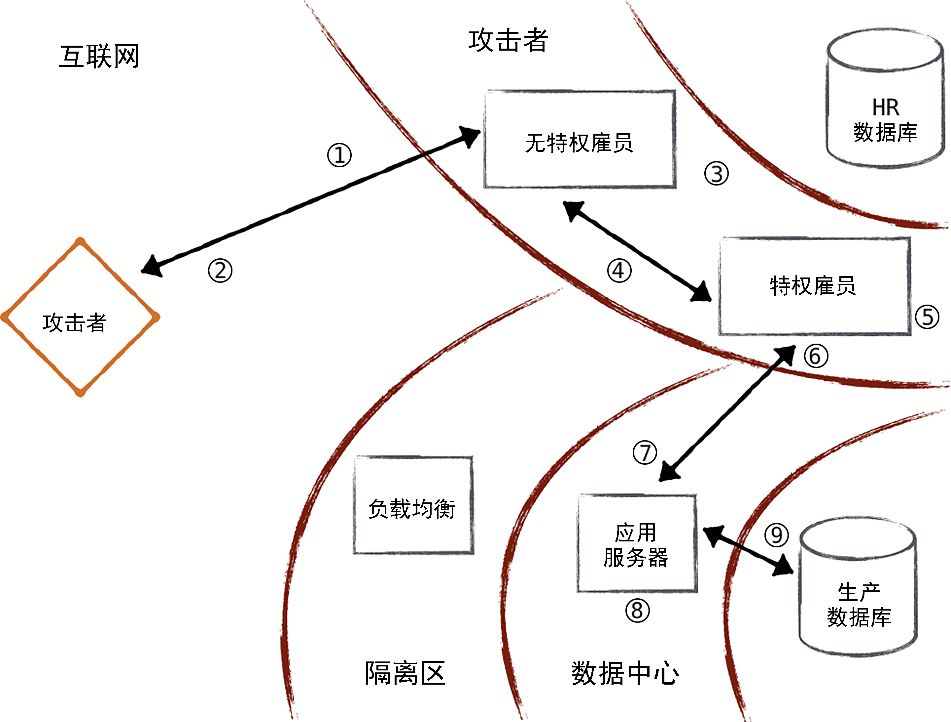 互联网
攻击者
HR
数据库
无特权雇员
①
③
②
④
特权雇员
⑤
攻击者
⑥
⑦
负载均衡
应用
服务器
⑨
⑧
生产
数据库
隔离区
数据中心